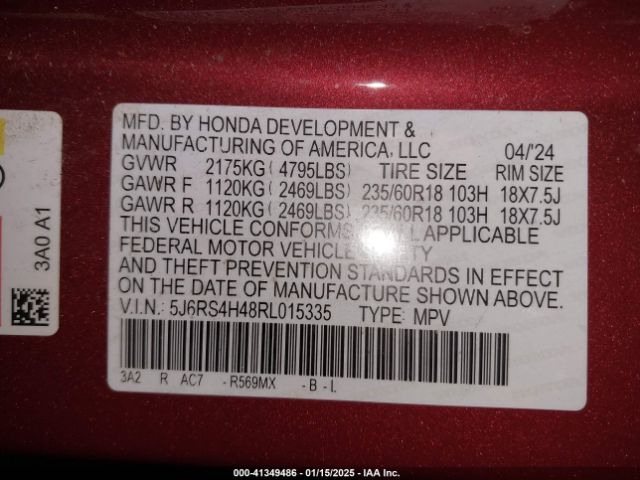 MFD. BY HONDA DEVELOPMENT &
MANUFACTURING OF AMERICA, LLC 04/'24
GVWR 2175KG(4795LBS) TIRE SIZE RIM SIZE
GAWR F 1120KG(2469LBS) 235/60R18 103H 18X7.5J
GAWR R 1120KG(2469LBS) 235/60R18 103H 18X7.5J
THIS VEHICLE CONFORMS ALL APPLICABLE
FEDERAL MOTOR VEHICLE
AND THEFT PREVENTION STANDARDS IN EFFECT
ON THE DATE OF MANUFACTURE SHOWN ABOVE.
V.I.N.: 5J6RS4H48RL015335 TYPE: MPV
3A2 R AC7 -R569MX -B-L
3A0 A1
000-41349486 - 01/15/2025 - IAA Inc.